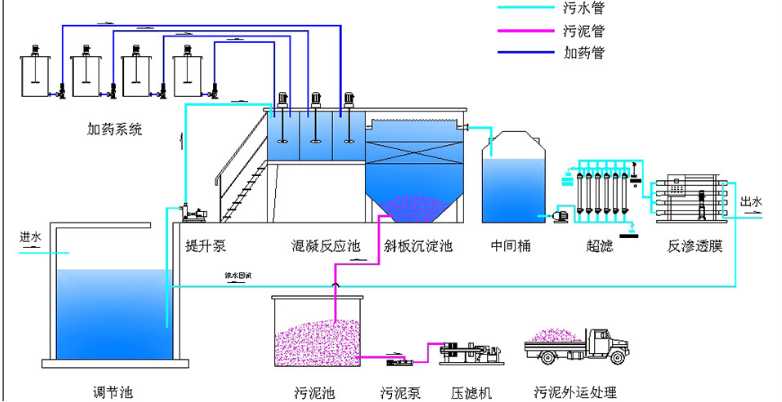 污水管
污泥管
加药管
加药系统
进水
提升泵
混凝反应池
斜板沉淀池
中间桶
超滤
反渗透膜
出水
浓水回流
调节池
污泥池
污泥泵
压滤机
污泥外运处理